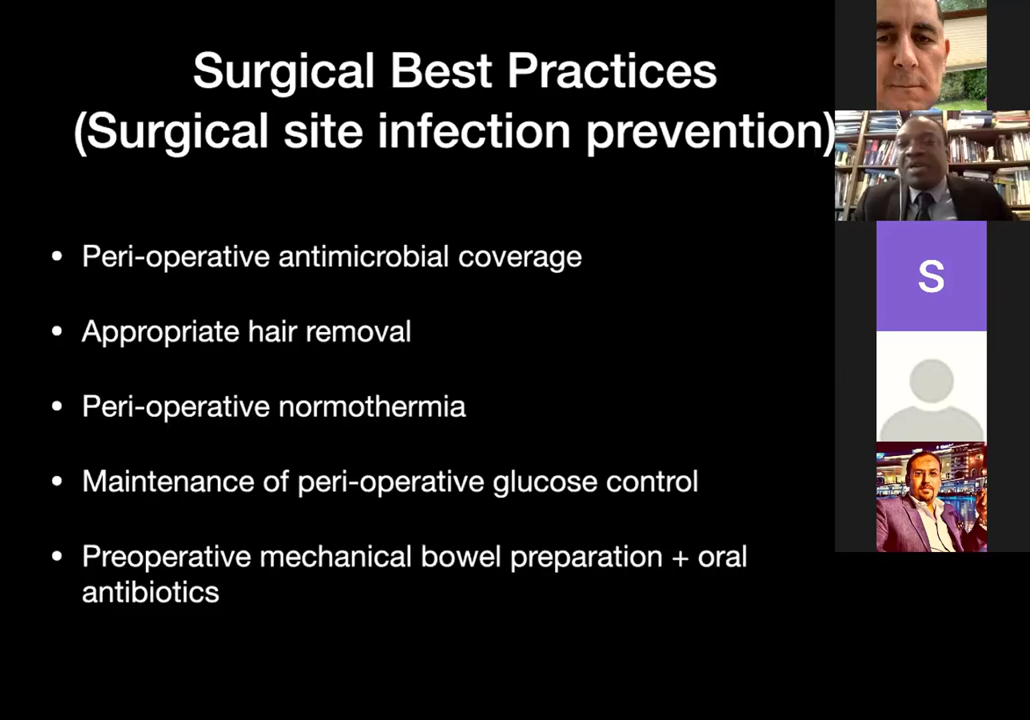 Surgical Best Practices
(Surgical site infection prevention)
• Peri-operative antimicrobial coverage
• Appropriate hair removal
• Peri-operative normothermia
• Maintenance of peri-operative glucose control
• Preoperative mechanical bowel preparation + oral
antibiotics
S